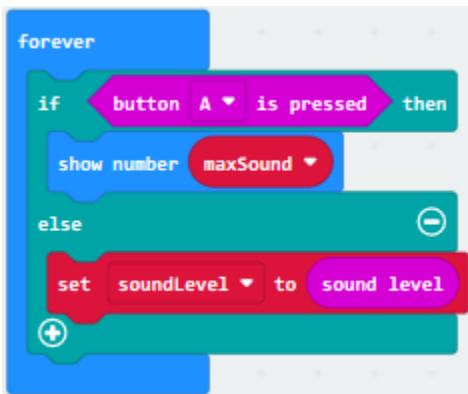 forever
if button A is pressed then
show number maxSound
else
set soundLevel to sound level